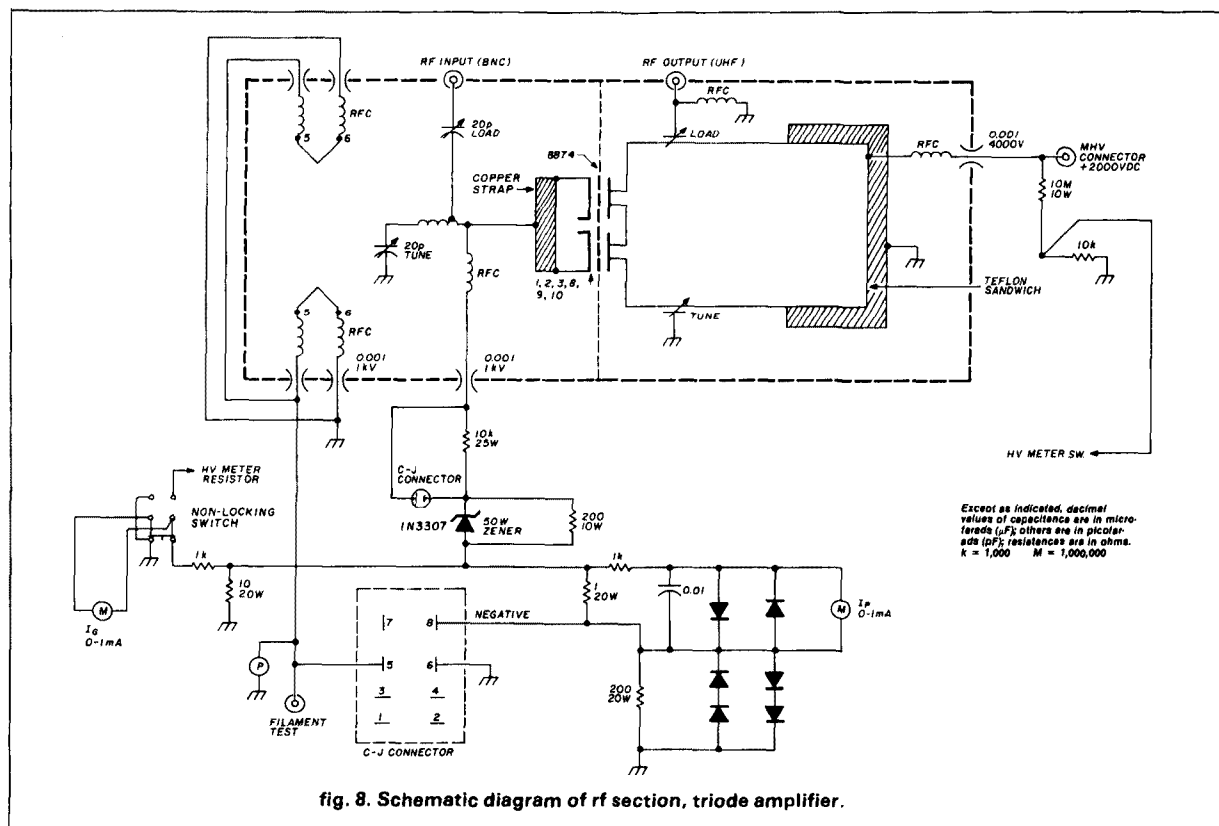 RF INPUT (BNC)
RF OUTPUT (UHF)
RFC
5
6
RFC
20p
LOAD
8874
LOAD
RFC
0.001
4000V
MHV
CONNECTOR
+2000VDC
COPPER
STRAP
10M
10W
20p
TUNE
10k
RFC
1, 2, 3, 8,
9, 10
TEFLON
SANDWICH
TUNE
5
6
RFC
0.001
1kV
0.001
1kV
10k
25W
HV METER SW.
HV METER
RESISTOR
C-J
CONNECTOR
NON-LOCKING
SWITCH
1N3307
50W
ZENER
200
10W
Except as indicated, decimal
values of capacitance are in micro-
farads (μF); others are in picofar-
ads (pF); resistances are in ohms.
k = 1,000 M = 1,000,000
1k
1k
10
20W
1
20W
0.01
M
IP
0-1mA
M
IG
0-1mA
7
8
NEGATIVE
5
6
P
3
4
200
20W
1
2
FILAMENT
TEST
C-J CONNECTOR
fig. 8. Schematic diagram of rf section, triode amplifier.